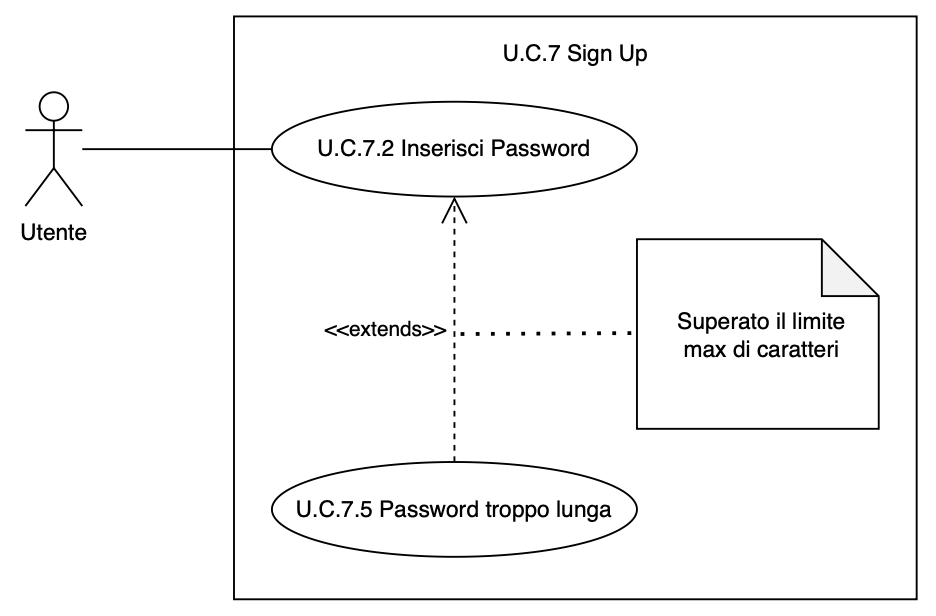 U.C.7 Sign Up
U.C.7.2 Inserisci Password
Utente
<<extends>>
Superato il limite
max di caratteri
U.C.7.5 Password troppo lunga